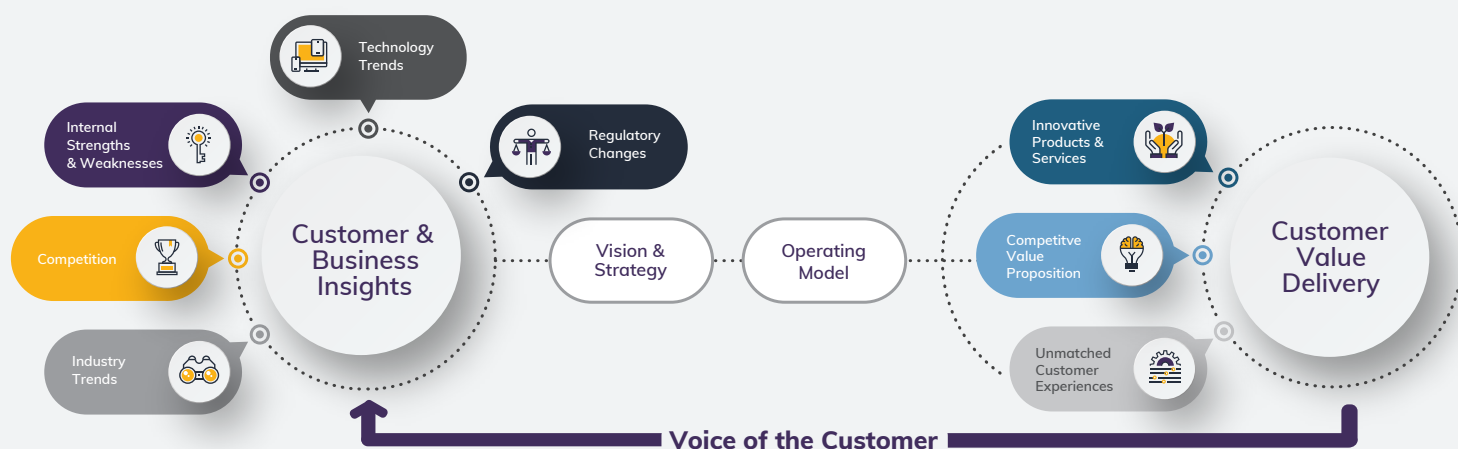 Technology
Trends
Internal
Strengths
& Weaknesses
Regulatory
Changes
Competition
Industry
Trends
Customer &
Business
Insights
Vision &
Strategy
Operating
Model
Innovative
Products &
Services
Competitve
Value
Proposition
Unmatched
Customer
Experiences
Customer
Value
Delivery
Voice of the Customer